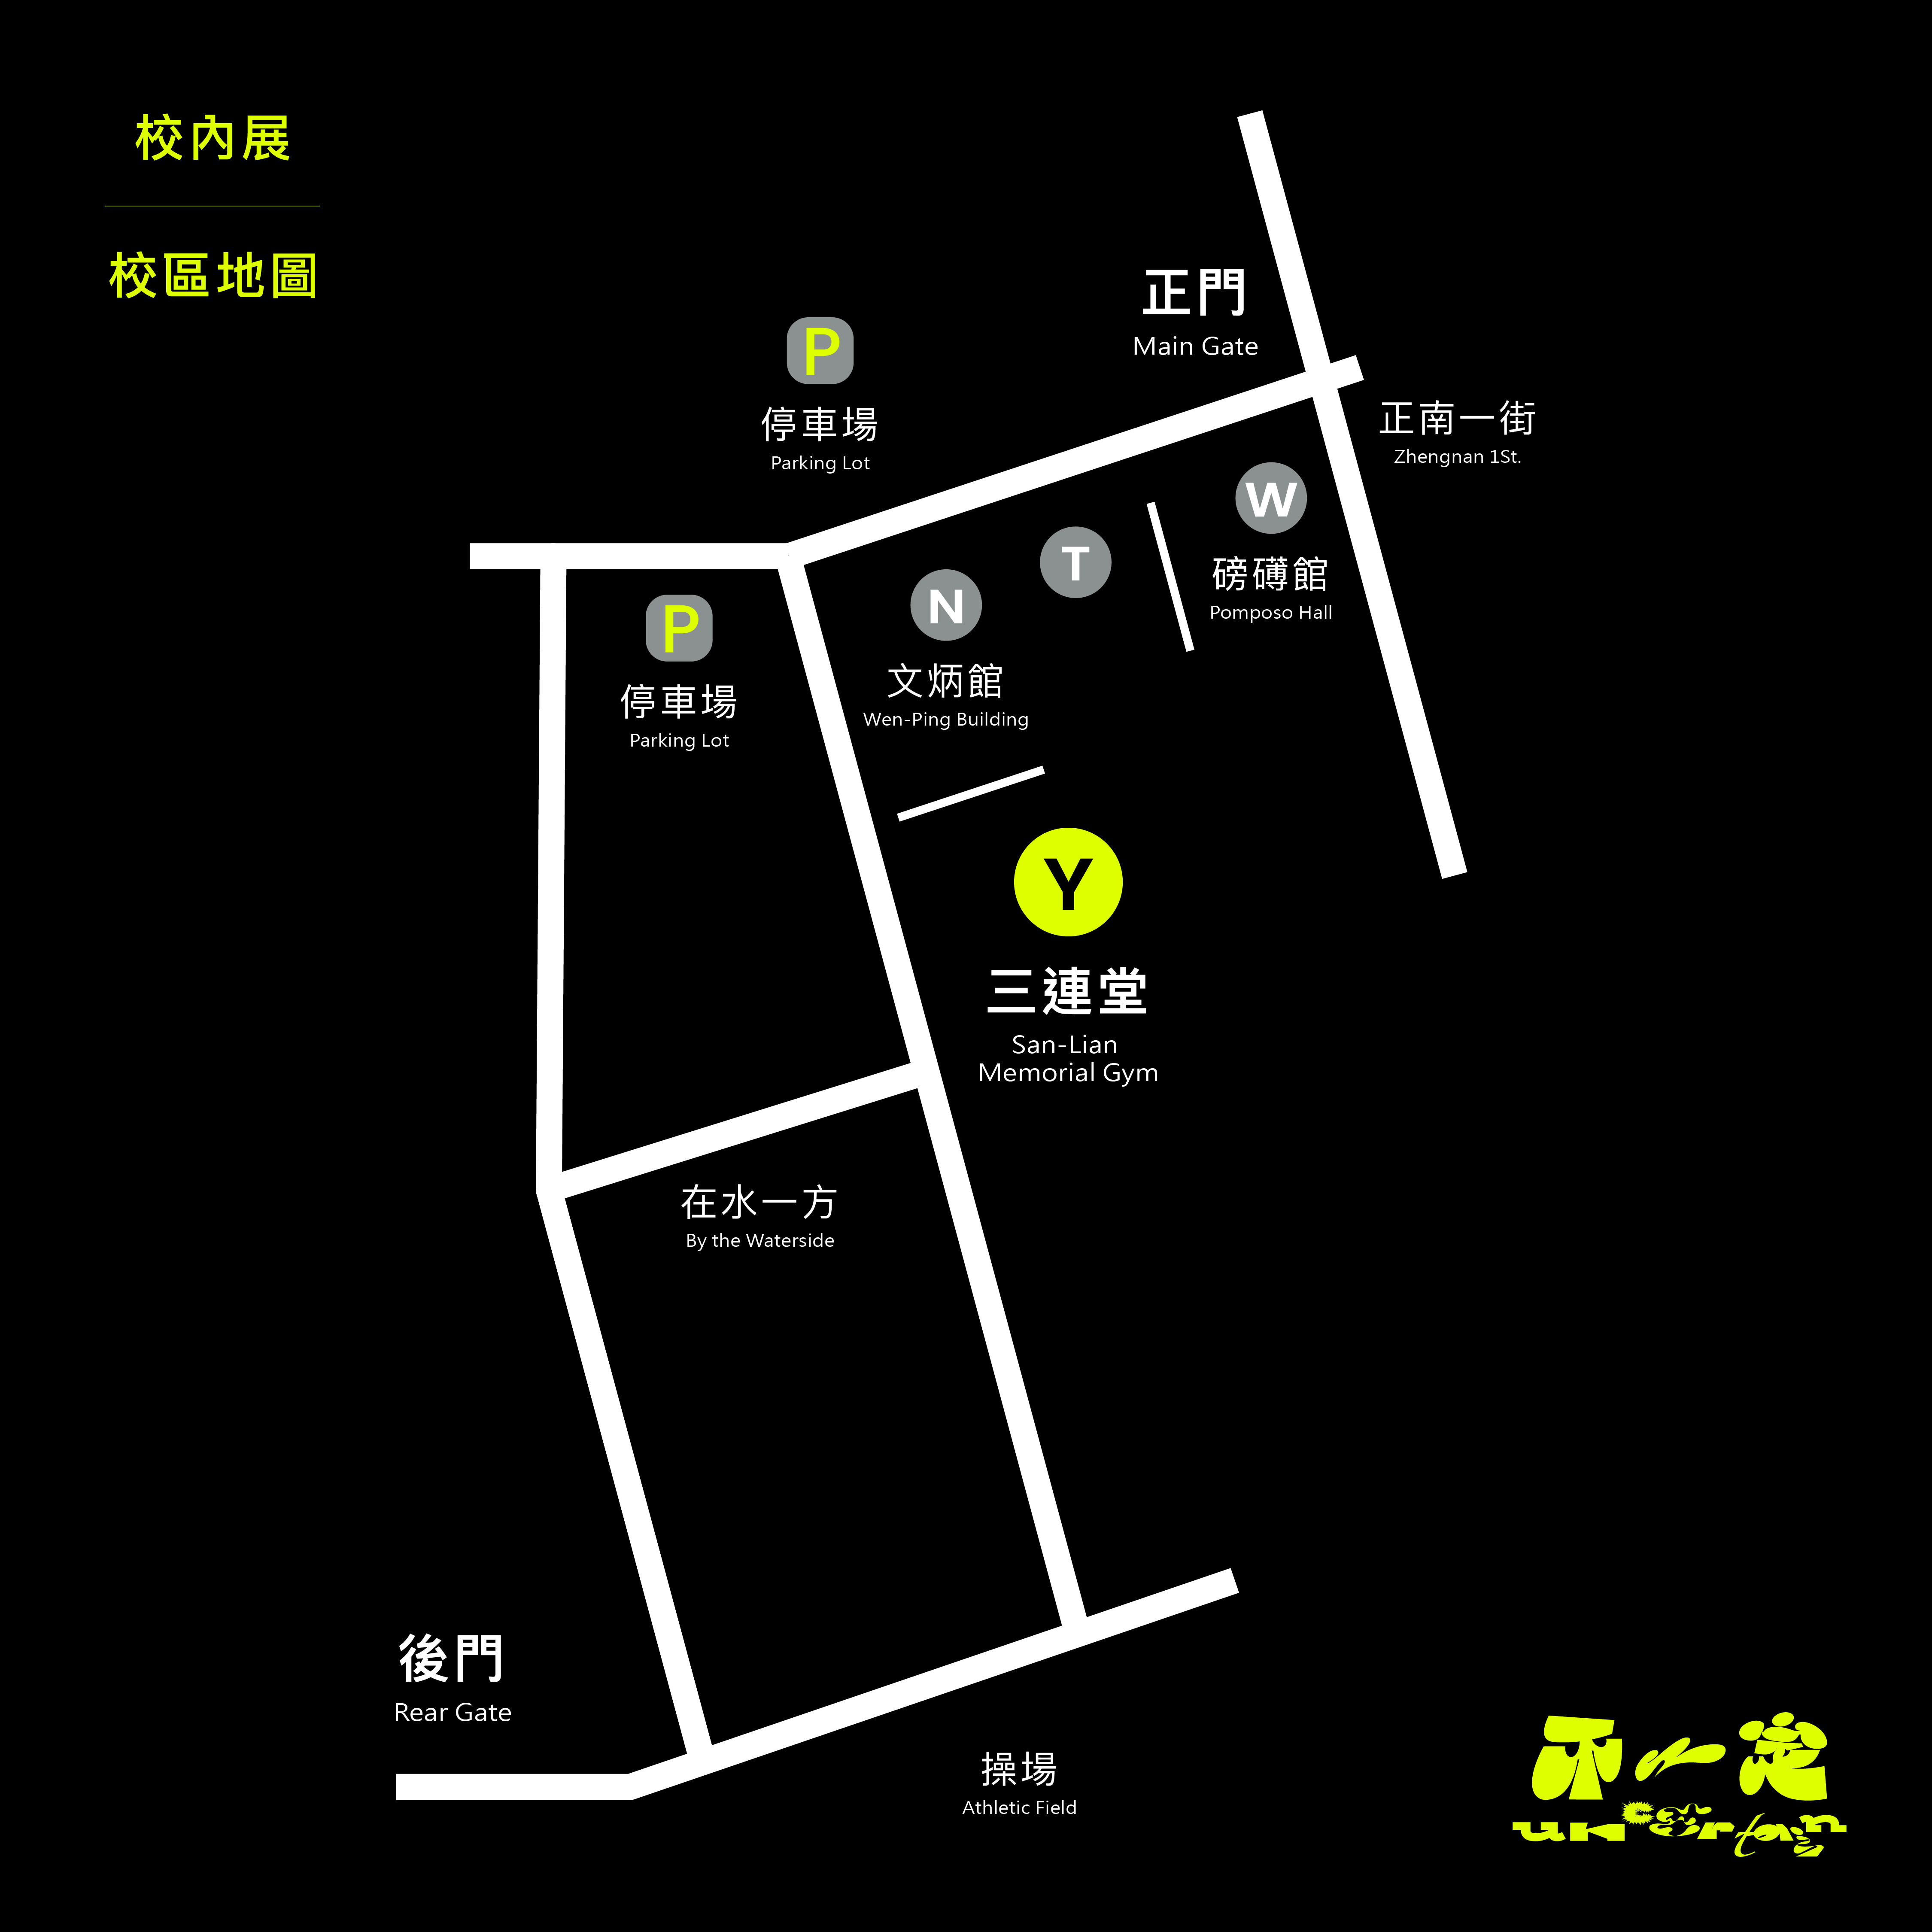 校內展
校區地圖
正門
Main Gate
P
停車場
Parking Lot
正南一街
Zhengnan 1St.
W
磅礡館
Pomposo Hall
T
N
文炳館
Wen-Ping Building
P
停車場
Parking Lot
Y
三連堂
San-Lian
Memorial Gym
在水一方
By the Waterside
後門
Rear Gate
操場
Athletic Field
不一定
uncertain